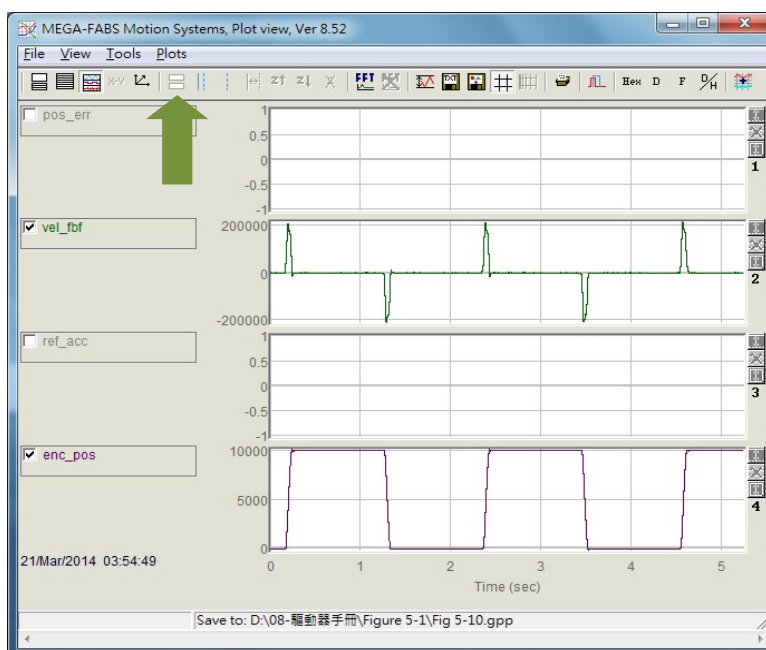 MEGA-FABS Motion Systems, Plot view, Ver 8.52
File View Tools Plots
X-Y FFT TXT Hex D F D/H
pos_err
1
0.5
0
-0.5
-1
1
vel_fbf
200000
0
-200000
2
ref_acc
1
0.5
0
-0.5
-1
3
enc_pos
10000
5000
0
4
21/Mar/2014 03:54:49
0 1 2 3 4 5
Time (sec)
Save to: D:\08-驅動器手冊\Figure 5-1\Fig 5-10.gpp